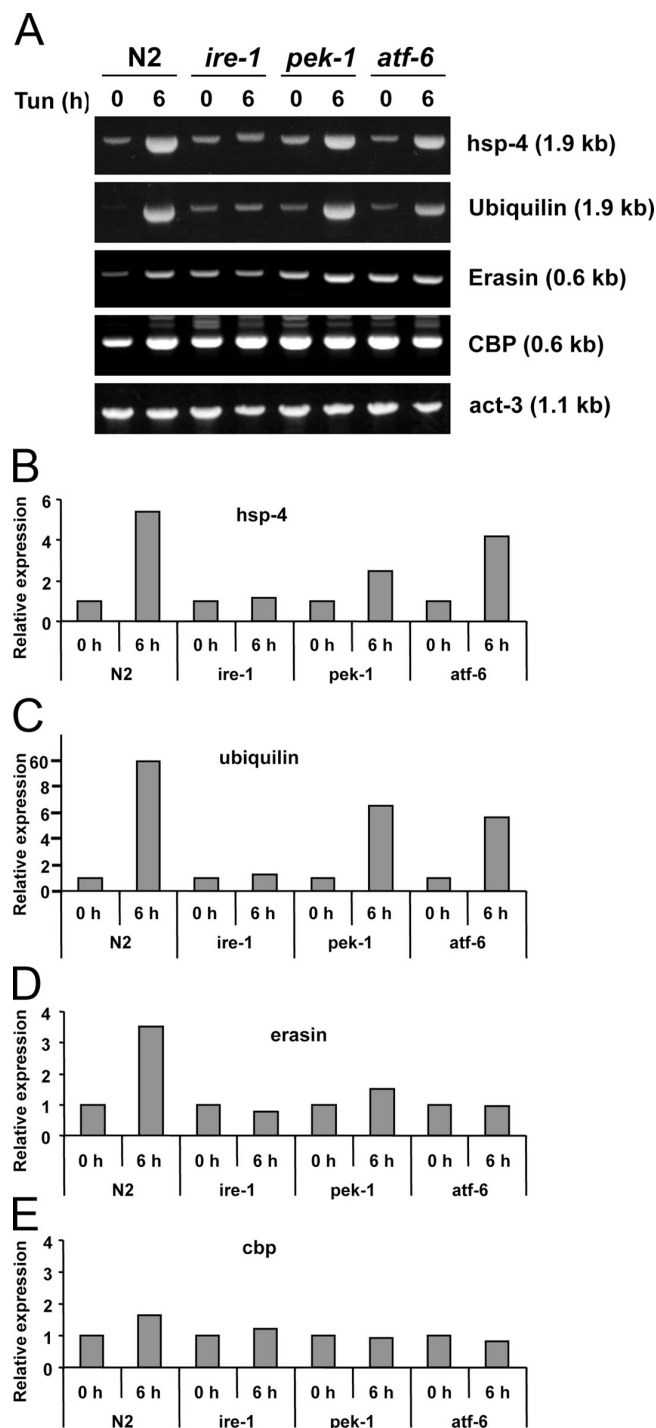 A
N2 ire-1 pek-1 atf-6
Tun (h) 0 6 0 6 0 6 0 6
hsp-4 (1.9 kb)
Ubiquilin (1.9 kb)
Erasin (0.6 kb)
CBP (0.6 kb)
act-3 (1.1 kb)
B
Relative expression
6
4
2
0
hsp-4
0 h 6 h 0 h 6 h 0 h 6 h 0 h 6 h
N2 ire-1 pek-1 atf-6
C
Relative expression
60
8
6
4
2
0
ubiquilin
0 h 6 h 0 h 6 h 0 h 6 h 0 h 6 h
N2 ire-1 pek-1 atf-6
D
Relative expression
4
3
2
1
0
erasin
0 h 6 h 0 h 6 h 0 h 6 h 0 h 6 h
N2 ire-1 pek-1 atf-6
E
Relative expression
4
3
2
1
0
cbp
0 h 6 h 0 h 6 h 0 h 6 h 0 h 6 h
N2 ire-1 pek-1 atf-6